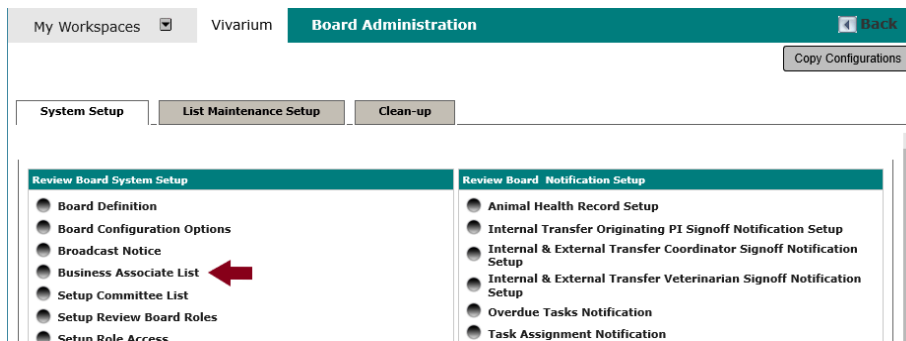 My Workspaces Vivarium Board Administration Back
Copy Configurations
System Setup List Maintenance Setup Clean-up
Review Board System Setup
Board Definition
Board Configuration Options
Broadcast Notice
Business Associate List
Setup Committee List
Setup Review Board Roles
Setup Role Access
Review Board Notification Setup
Animal Health Record Setup
Internal Transfer Originating PI Signoff Notification Setup
Internal & External Transfer Coordinator Signoff Notification
Setup
Internal & External Transfer Veterinarian Signoff Notification
Setup
Overdue Tasks Notification
Task Assignment Notification